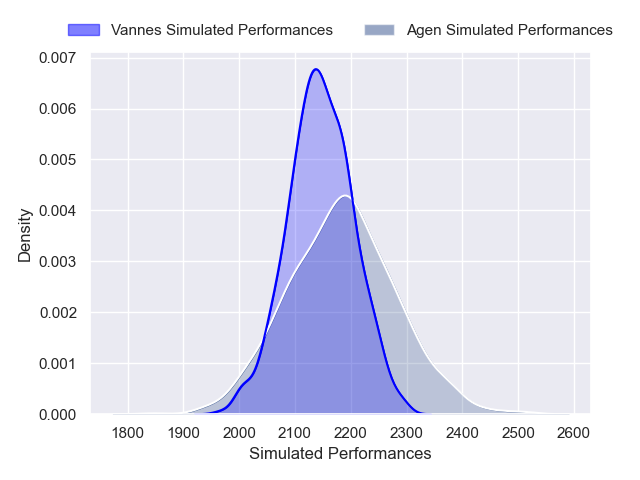 Vannes Simulated Performances
Agen Simulated Performances
0.007
0.006
0.005
0.004
0.003
0.002
0.001
0.000
Density
1800 1900 2000 2100 2200 2300 2400 2500 2600
Simulated Performances